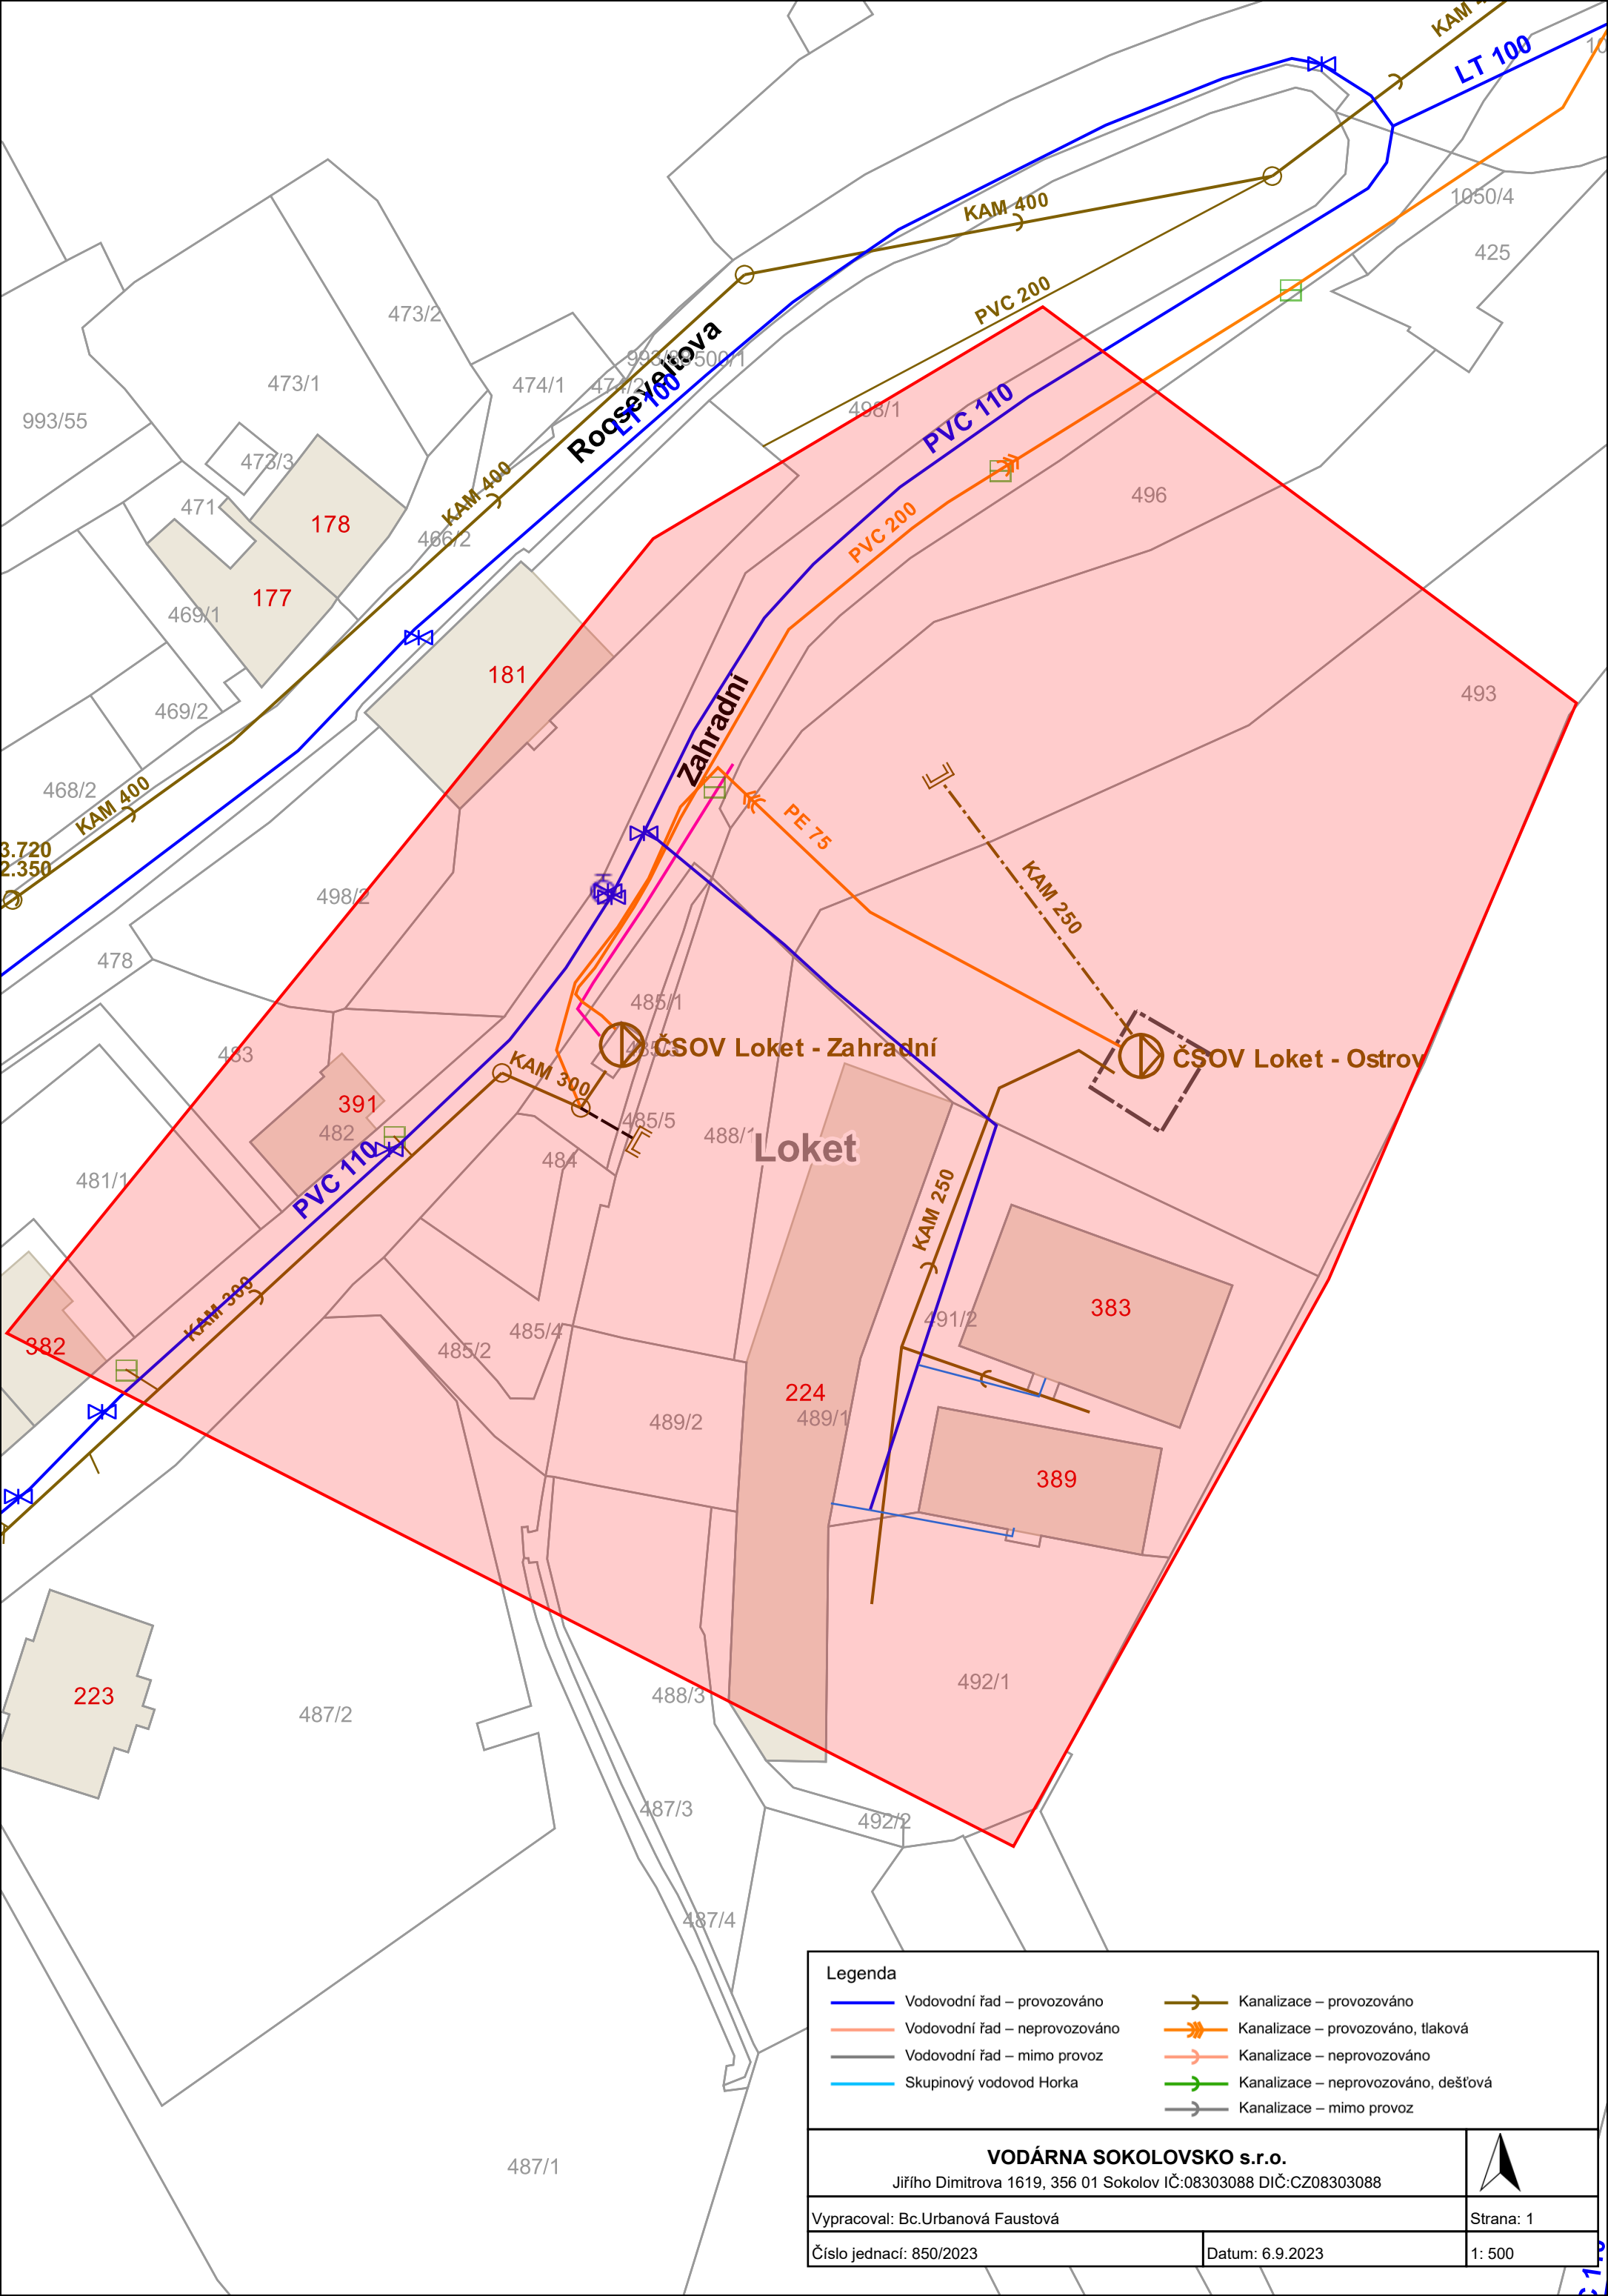 KAM 4
LT 100
10
KAM 400
1050/4
425
PVC 200
473/2
Rooseveltova
993/88
500/1
473/1
474/1
474/2
LT 100
498/1
993/55
PVC 110
473/3
KAM 400
471
178
466/2
PVC 200
496
177
469/1
181
493
469/2
Zahradní
468/2
KAM 400
PE 75
3.720
2.350
498/2
KAM 250
478
485/1
483
ČSOV Loket - Zahradní
ČSOV Loket - Ostrov
KAM 300
391
482
485/5
488/1
Loket
484
481/1
PVC 110
KAM 250
KAM 300
383
382
485/4
485/2
491/2
224
489/1
489/2
389
492/1
223
488/3
487/2
487/3
492/2
487/4
487/1
Legenda
Vodovodní řad – provozováno
Vodovodní řad – neprovozováno
Vodovodní řad – mimo provoz
Skupinový vodovod Horka
Kanalizace – provozováno
Kanalizace – provozováno, tlaková
Kanalizace – neprovozováno
Kanalizace – neprovozováno, dešťová
Kanalizace – mimo provoz
VODÁRNA SOKOLOVSKO s.r.o.
Jiřího Dimitrova 1619, 356 01 Sokolov IČ:08303088 DIČ:CZ08303088
Vypracoval: Bc.Urbanová Faustová
Strana: 1
Číslo jednací: 850/2023
Datum: 6.9.2023
1: 500